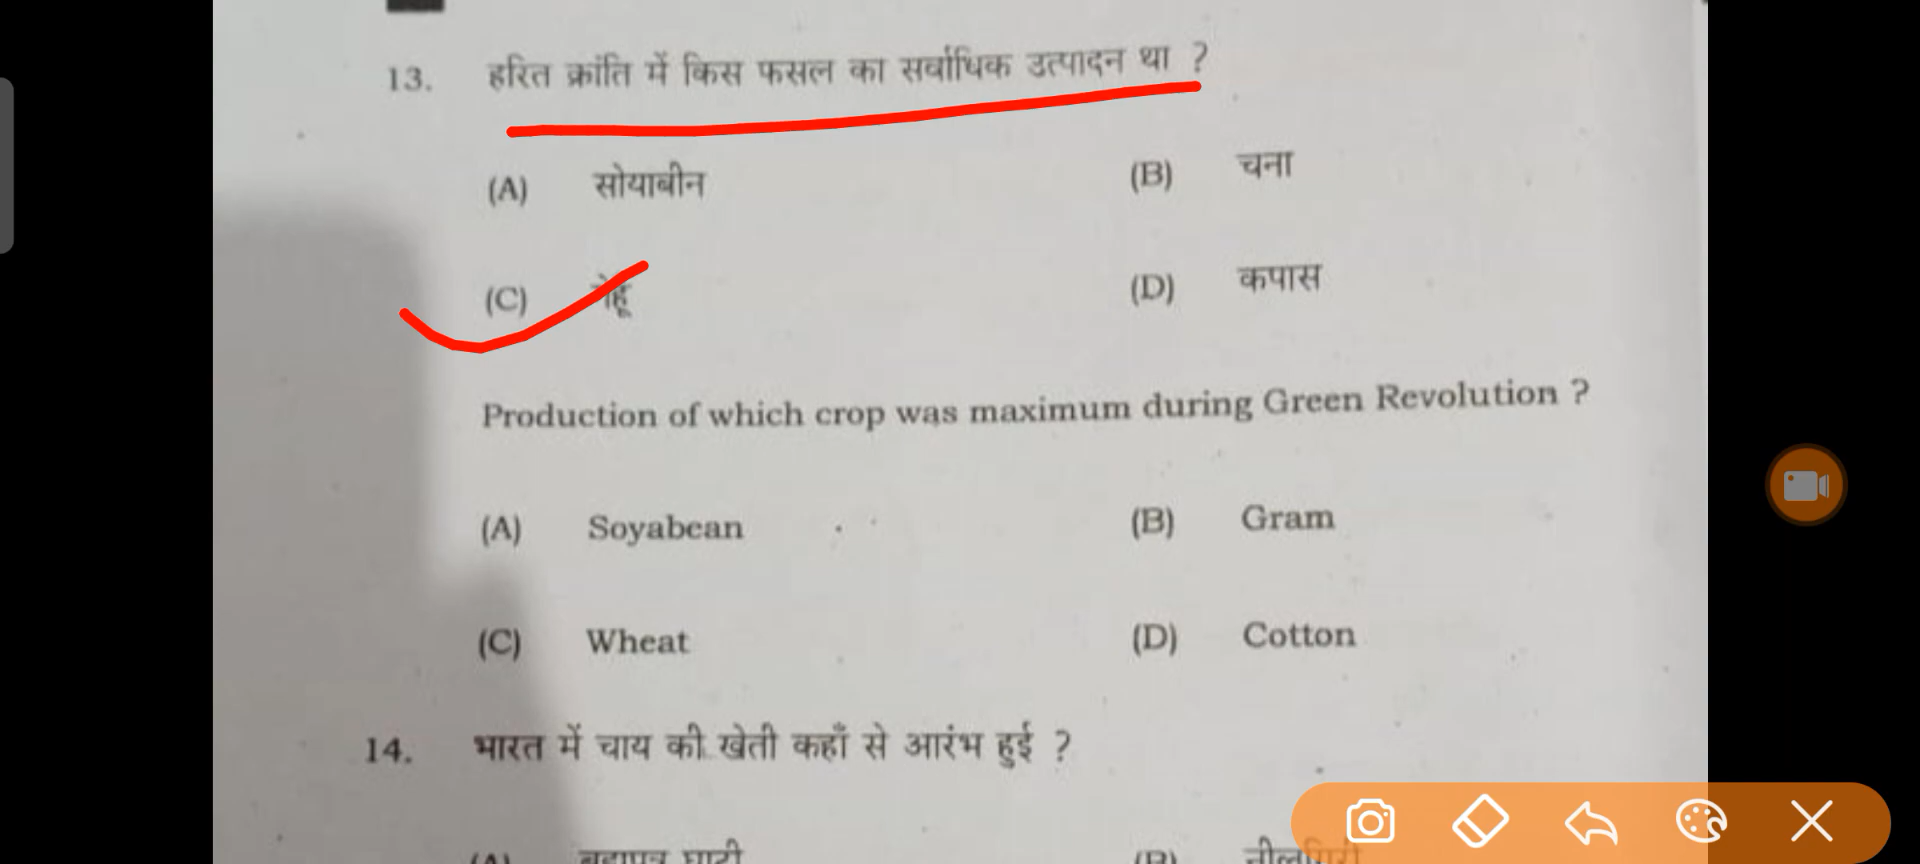 13. हरित क्रांति में किस फसल का सर्वाधिक उत्पादन था ?
(A) सोयाबीन (B) चना
(C) गेहूँ (D) कपास
Production of which crop was maximum during Green Revolution ?
(A) Soyabean (B) Gram
(C) Wheat (D) Cotton
14. भारत में चाय की खेती कहाँ से आरंभ हुई ?
(A) (B)